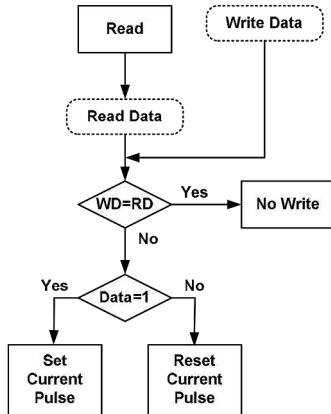 Write Data
Read
Read Data
WD=RD
Yes
No Write
No
Yes
Data=1
No
Set
Current
Pulse
Reset
Current
Pulse